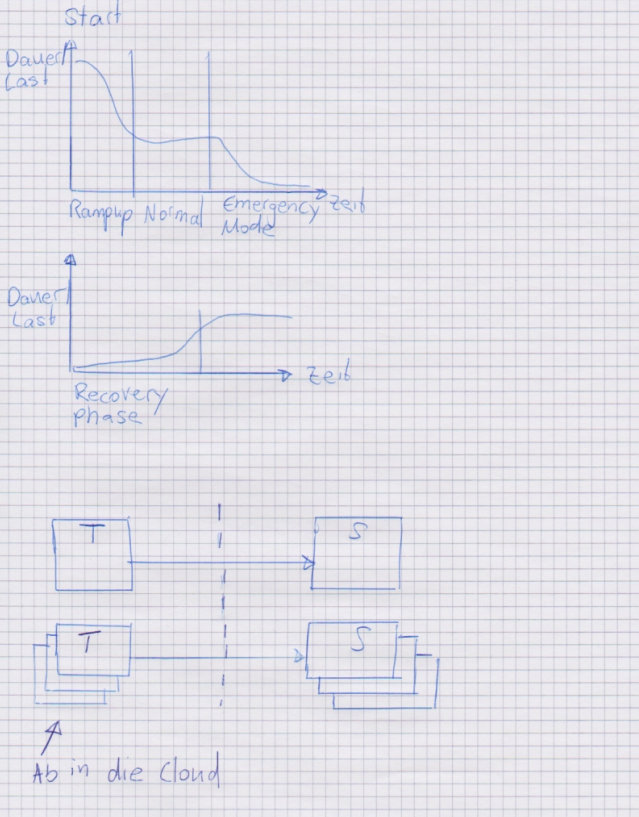 Start
Dauer/
Last
Zeit
Rampup Normal Emergency
Mode
Dauer/
Last
Zeit
Recovery
phase
T
S
T
S
Ab in die Cloud